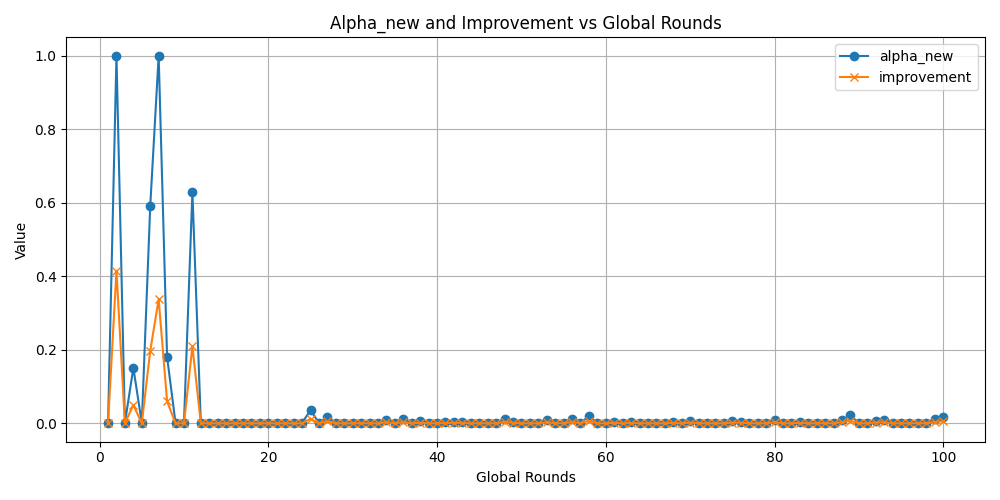 Alpha_new and Improvement vs Global Rounds
alpha_new
improvement
1.0
0.8
0.6
0.4
0.2
0.0
Value
0 20 40 60 80 100
Global Rounds